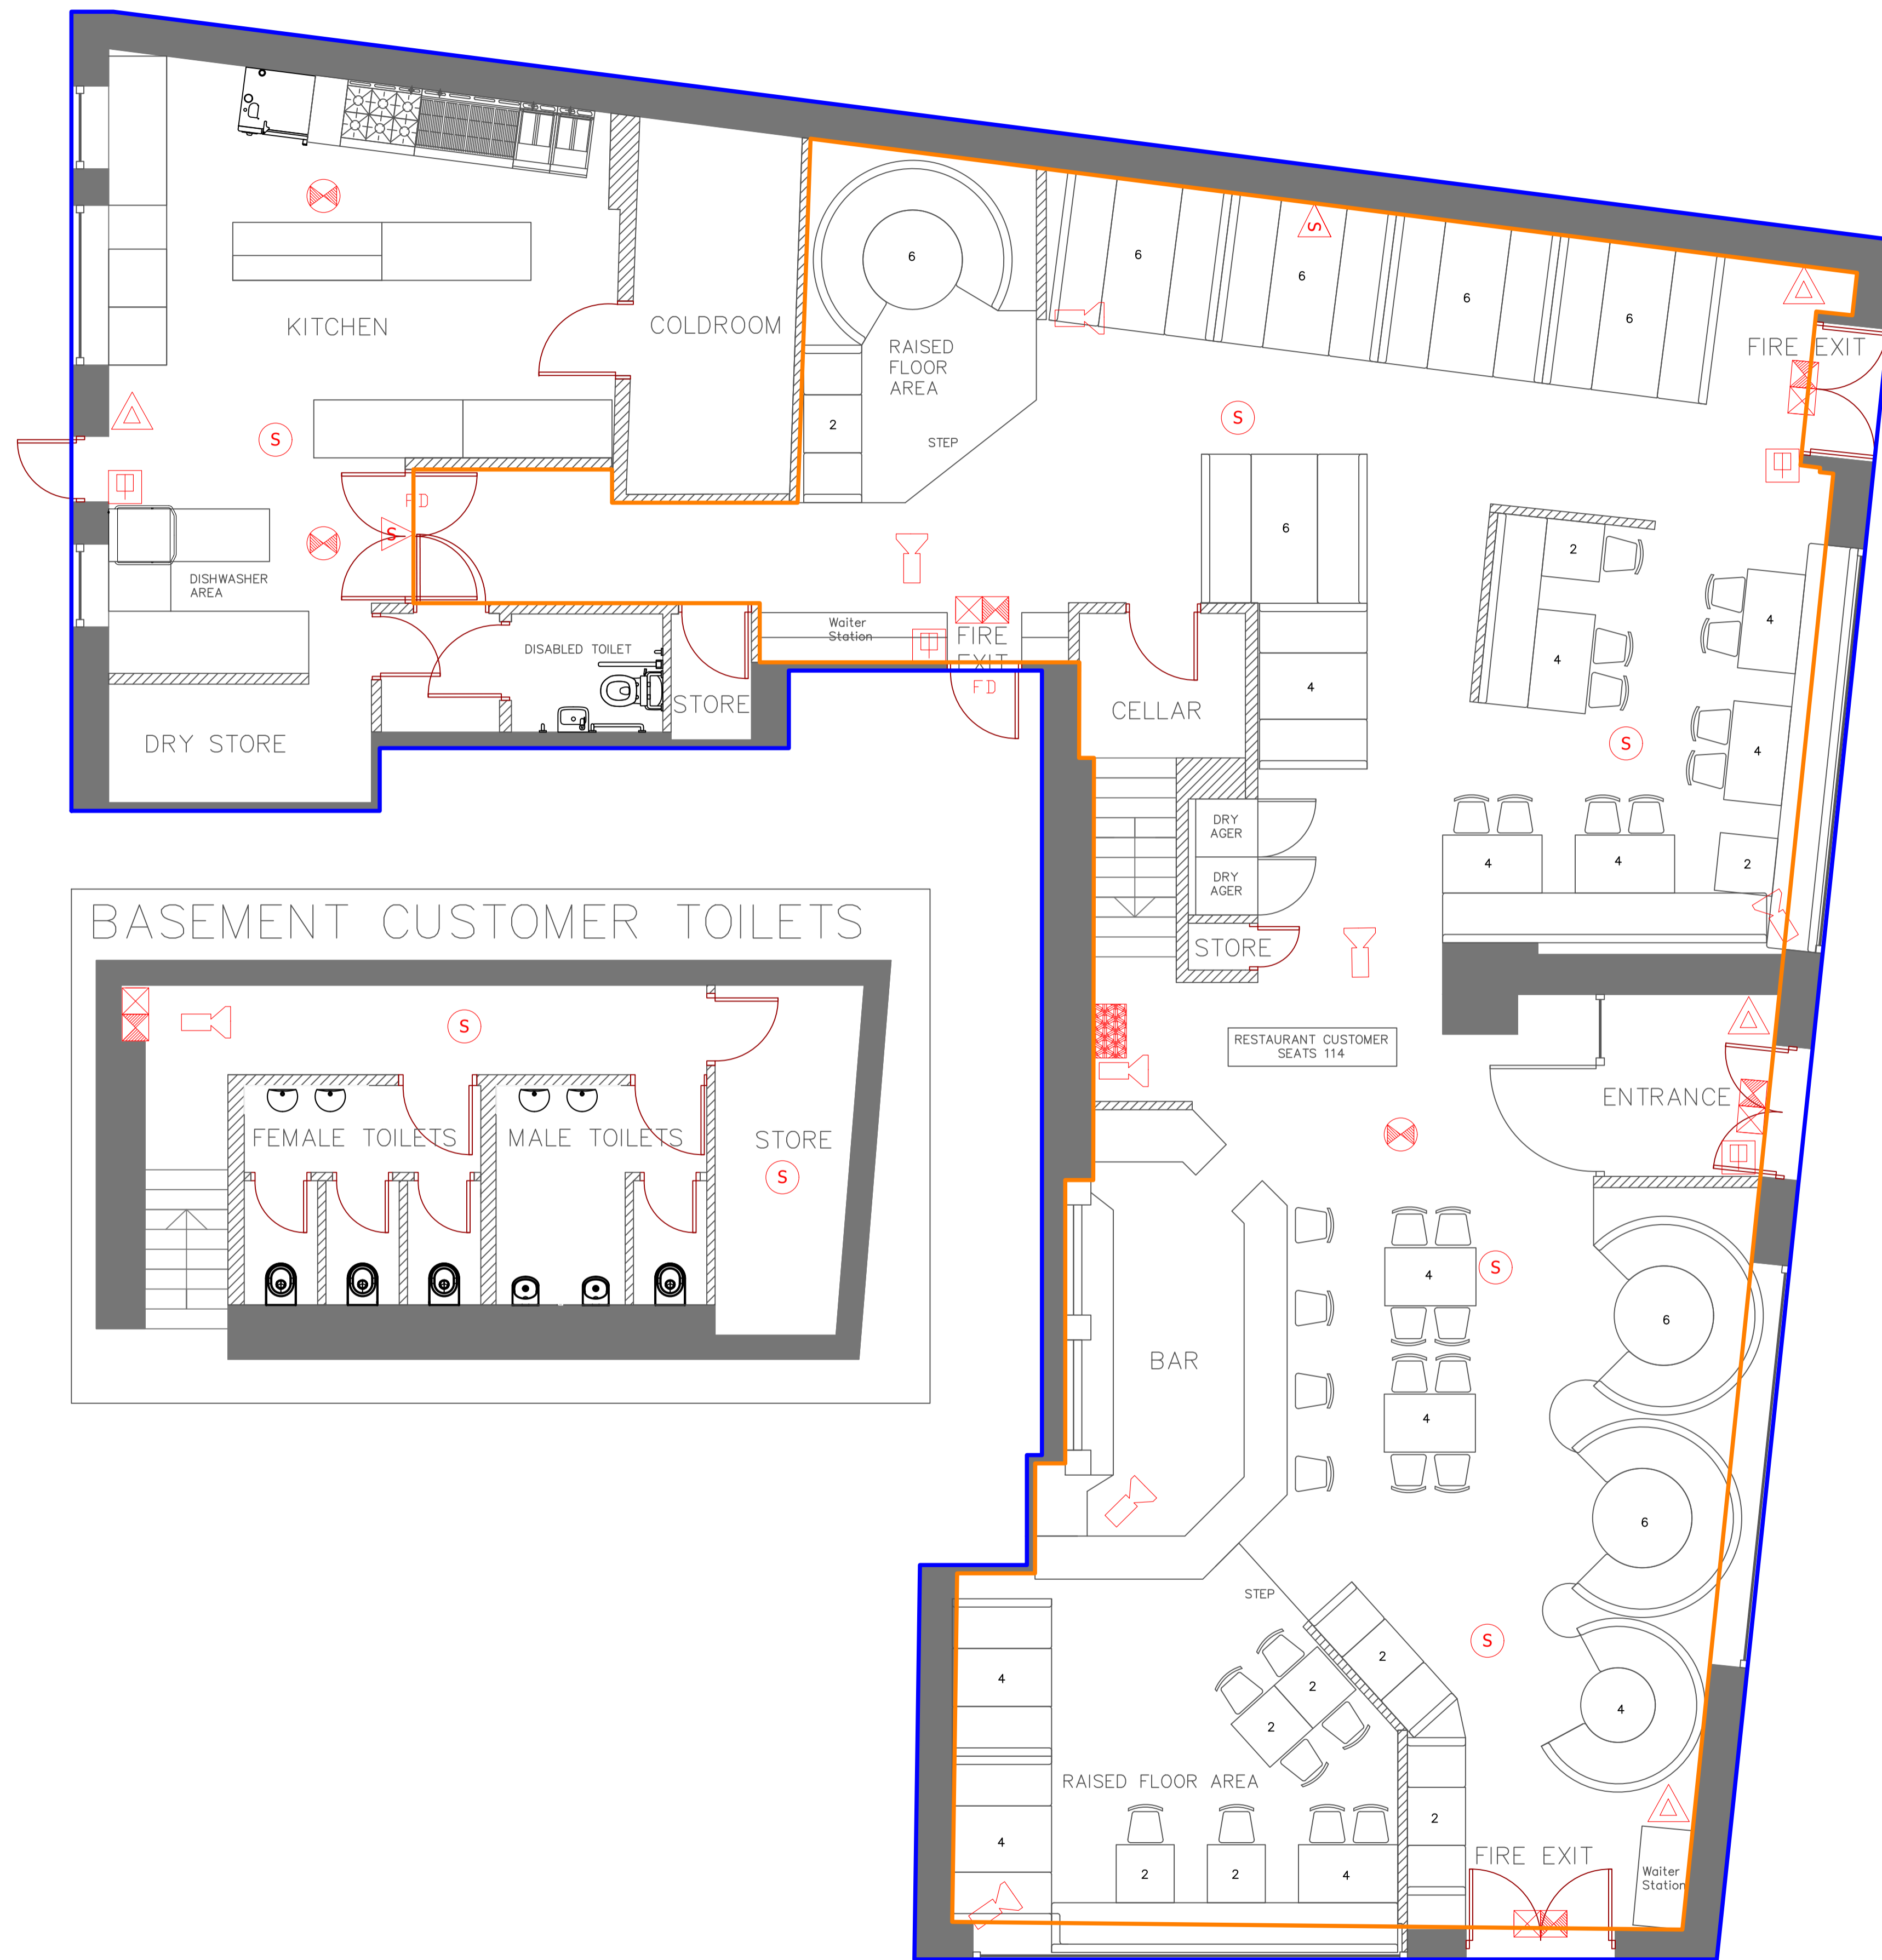 KITCHEN
COLDROOM
6
RAISED
FLOOR
AREA
STEP
2
6
6
6
6
S
FIRE EXIT
S
S
FD
S
DISHWASHER
AREA
DRY STORE
DISABLED TOILET
STORE
Waiter
Station
FIRE
EXIT
FD
CELLAR
6
4
2
4
4
4
S
4
4
2
DRY
AGER
DRY
AGER
STORE
RESTAURANT CUSTOMER
SEATS 114
ENTRANCE
BASEMENT CUSTOMER TOILETS
S
FEMALE TOILETS
MALE TOILETS
STORE
S
BAR
4
S
4
6
6
4
STEP
S
2
2
2
4
4
RAISED FLOOR AREA
2
2
4
2
FIRE EXIT
Waiter
Station